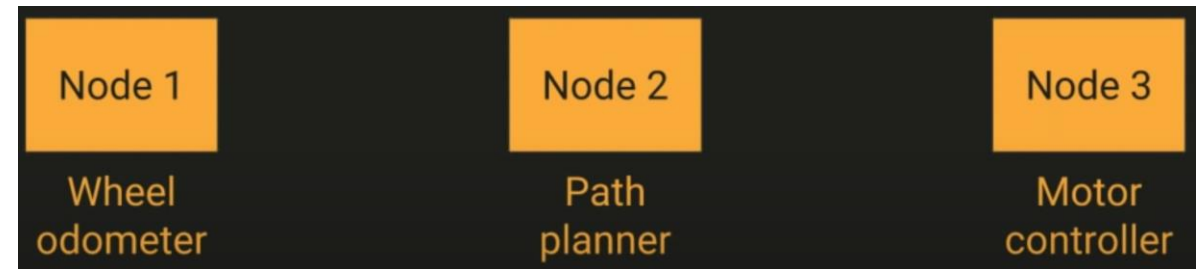 Node 1
Node 2
Node 3
Wheel
odometer
Path
planner
Motor
controller